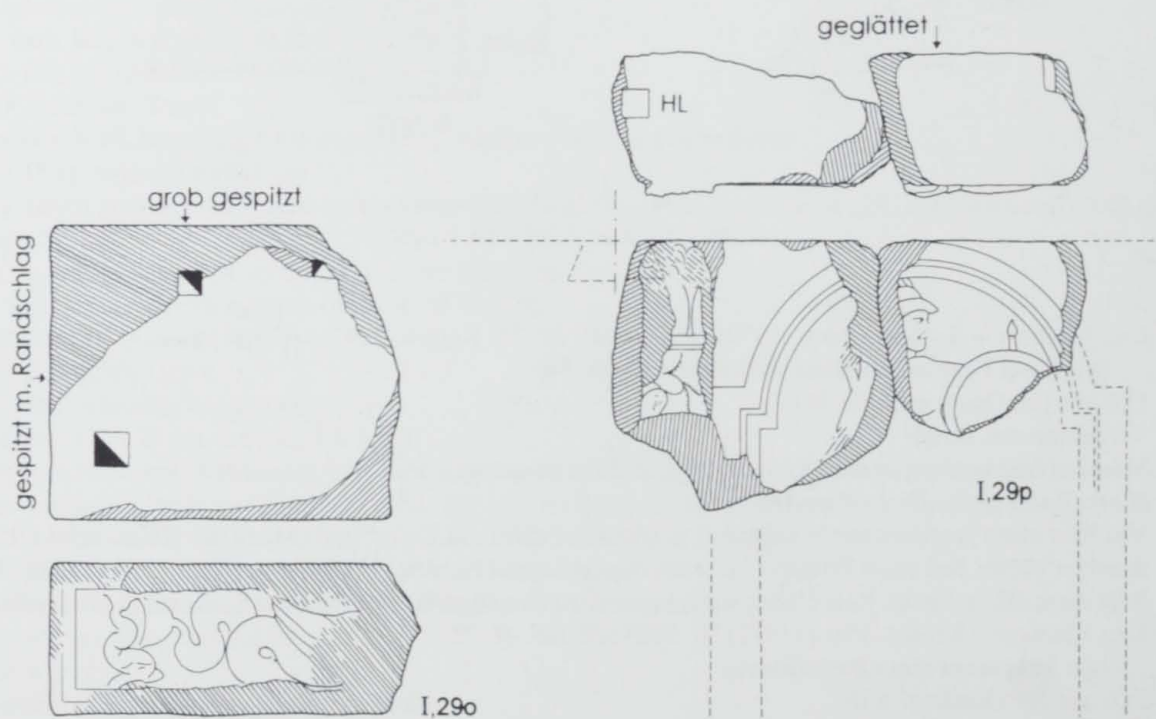 geglättet
HL
grob gespitzt
gespitzt m. Randschlag
I,29p
I,29o